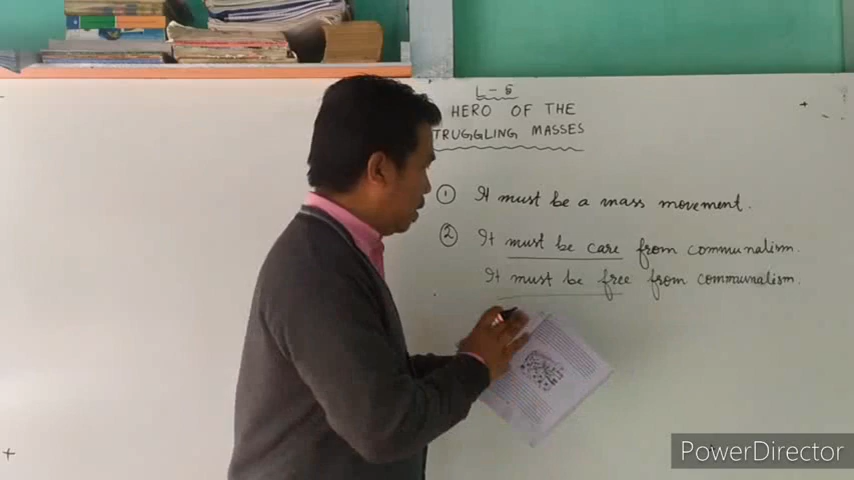 L - 5
HERO OF THE
TRUGGLING MASSES
① It must be a mass movement.
② It must be care from communalism.
It must be free from communalism.
PowerDirector